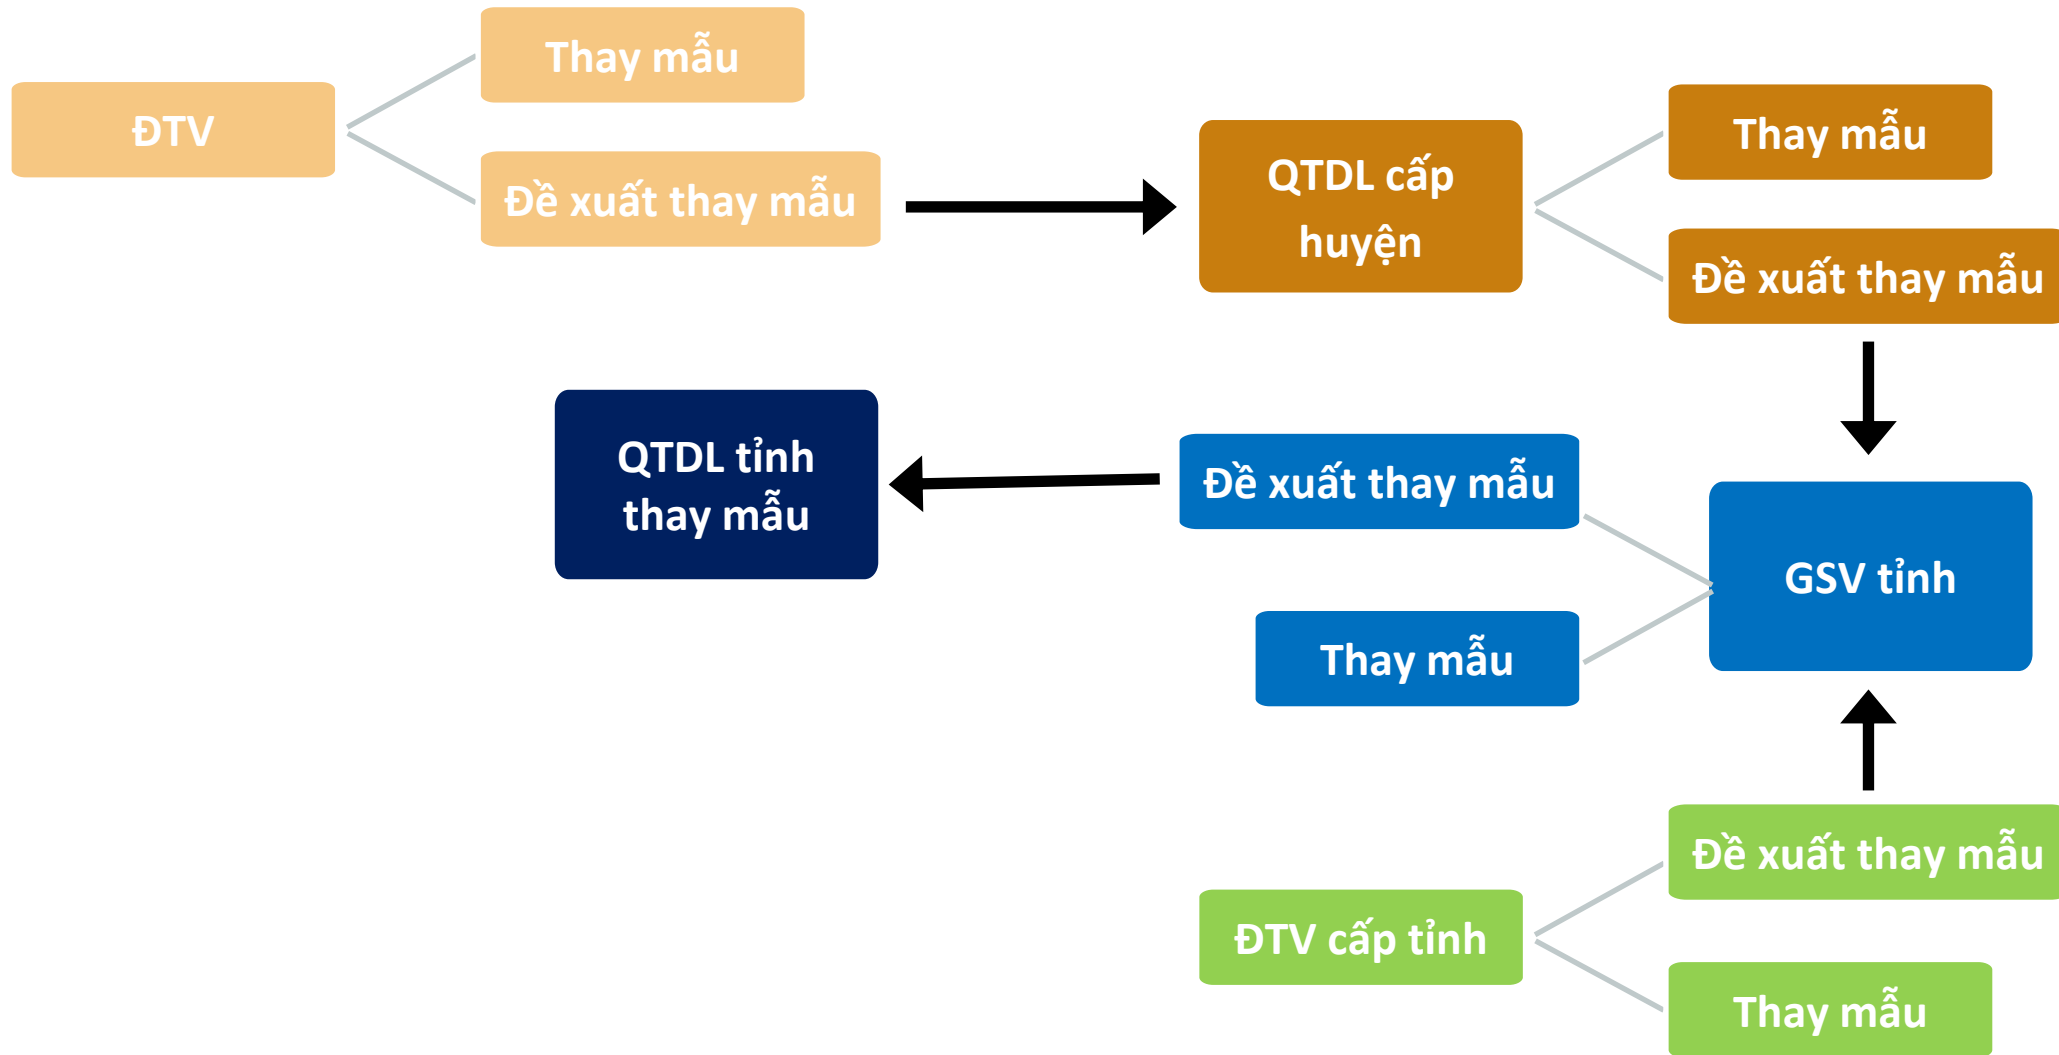 Thay mẫu
ĐTV
Đề xuất thay mẫu
QTDL cấp
huyện
Thay mẫu
Đề xuất thay mẫu
QTDL tỉnh
thay mẫu
Đề xuất thay mẫu
Thay mẫu
GSV tỉnh
Đề xuất thay mẫu
ĐTV cấp tỉnh
Thay mẫu